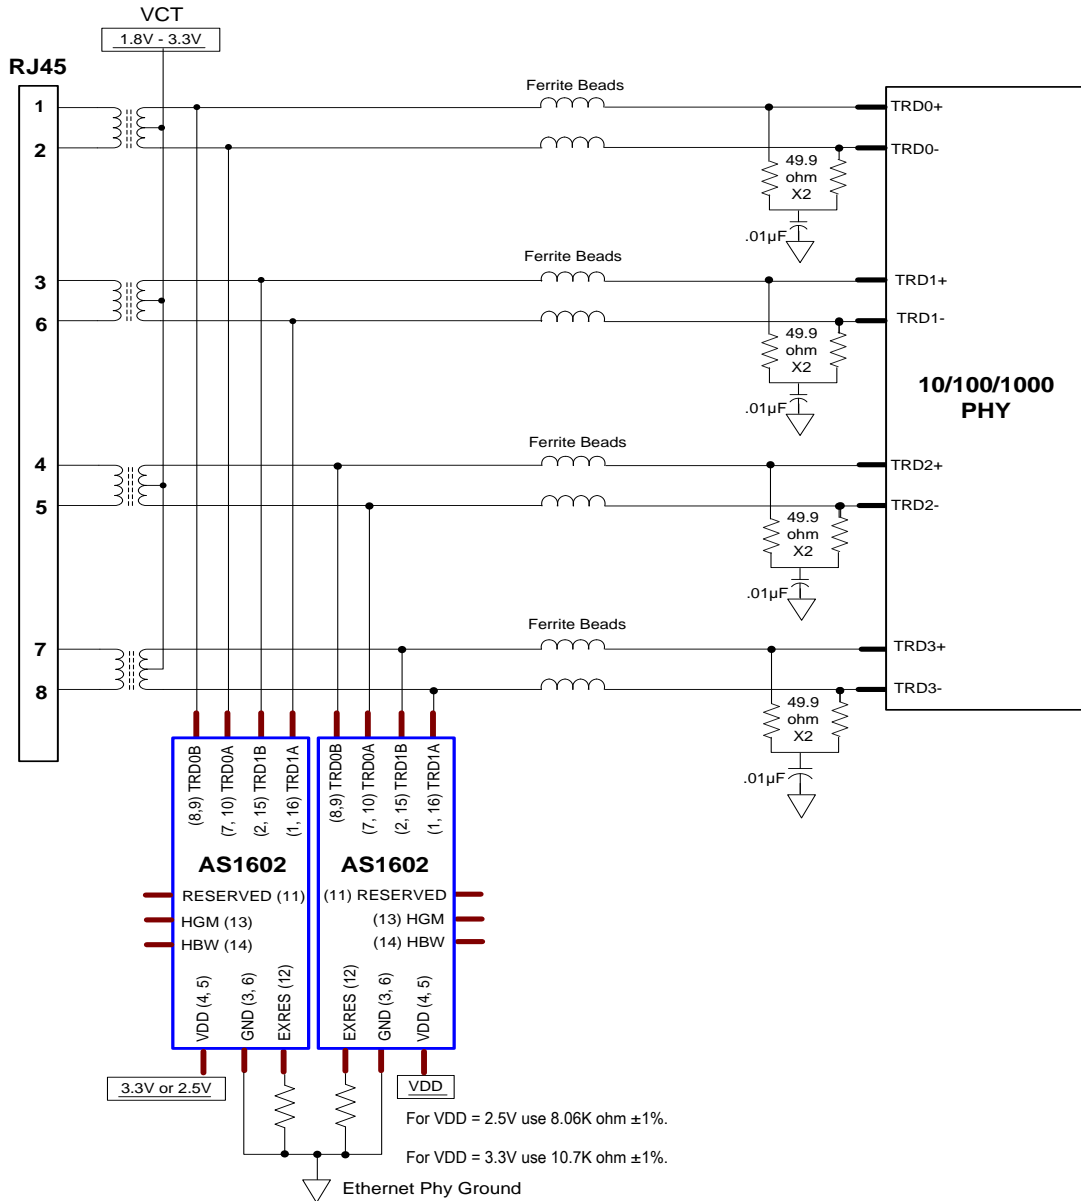 VCT
1.8V - 3.3V
RJ45
1
2
3
6
4
5
7
8
Ferrite Beads
TRD0+
TRD0-
49.9
ohm
X2
.01µF
Ferrite Beads
TRD1+
TRD1-
49.9
ohm
X2
.01µF
10/100/1000
PHY
Ferrite Beads
TRD2+
TRD2-
49.9
ohm
X2
.01µF
Ferrite Beads
TRD3+
TRD3-
49.9
ohm
X2
.01µF
(8,9) TRD0B
(7, 10) TRD0A
(2, 15) TRD1B
(1, 16) TRD1A
AS1602
RESERVED (11)
HGM (13)
HBW (14)
VDD (4, 5)
GND (3, 6)
EXRES (12)
3.3V or 2.5V
(8,9) TRD0B
(7, 10) TRD0A
(2, 15) TRD1B
(1, 16) TRD1A
AS1602
(11) RESERVED
(13) HGM
(14) HBW
EXRES (12)
GND (3, 6)
VDD (4, 5)
VDD
For VDD = 2.5V use 8.06K ohm ±1%.
For VDD = 3.3V use 10.7K ohm ±1%.
Ethernet Phy Ground